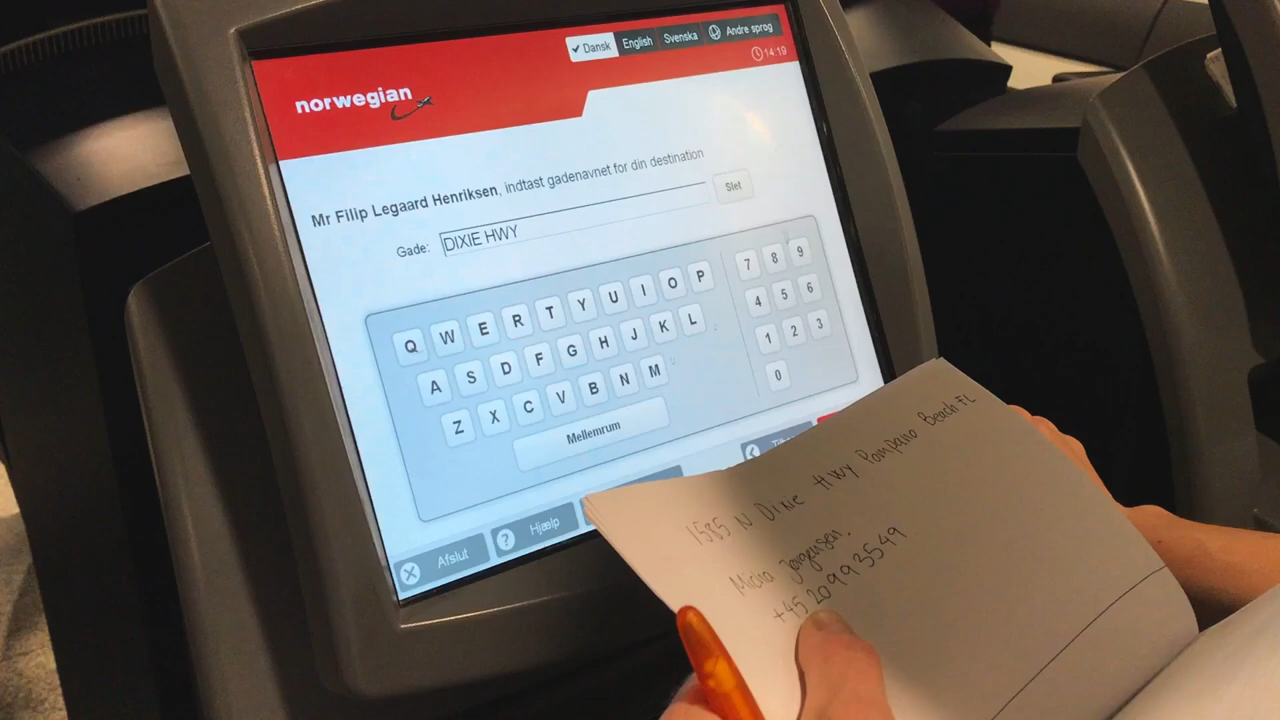 ✓ Dansk English Svenska Andre sprog
14:19
norwegian
Mr Filip Legaard Henriksen, indtast gadenavnet for din destination
Gade: DIXIE HWY Slet
Q W E R T Y U I O P
A S D F G H J K L
Z X C V B N M
Mellemrum
7 8 9
4 5 6
1 2 3
0
Afslut ? Hjælp
1585 N Dixie Hwy Pompano Beach FL
Micha Jørgensen.
+45 20993549